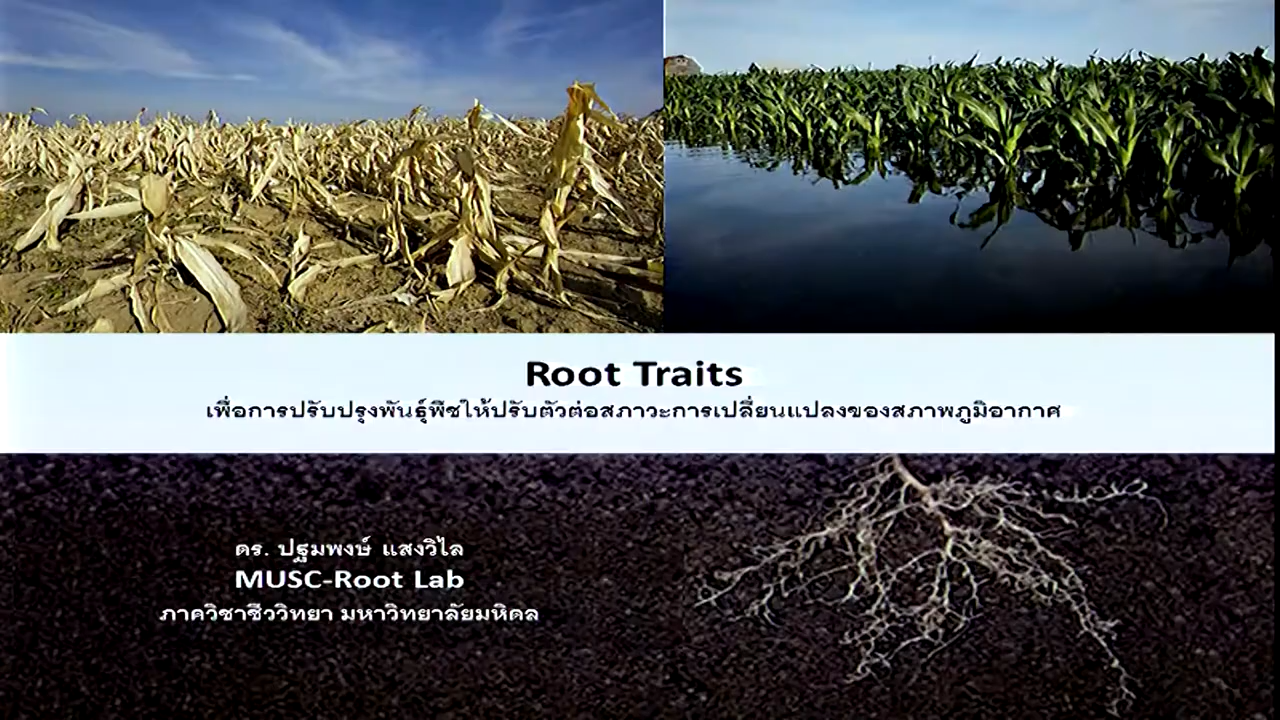 Root Traits
เพื่อการปรับปรุงพันธุ์พืชให้ปรับตัวต่อสภาวะการเปลี่ยนแปลงของสภาพภูมิอากาศ
ดร. ปฐมพงษ์ แสงวิไล
MUSC-Root Lab
ภาควิชาชีววิทยา มหาวิทยาลัยมหิดล